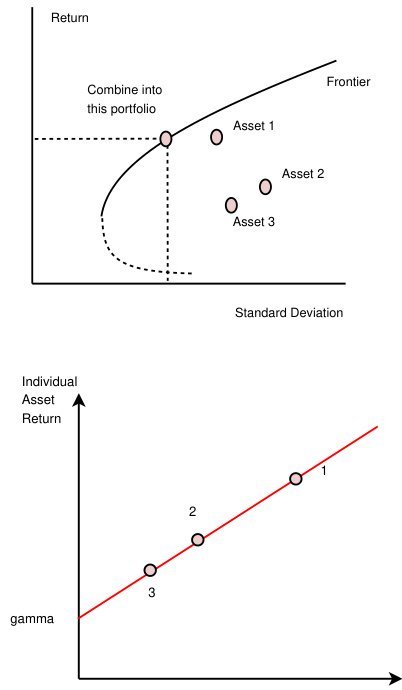 Return
Combine into
this portfolio
Frontier
Asset 1
Asset 2
Asset 3
Standard Deviation
Individual
Asset
Return
1
2
3
gamma